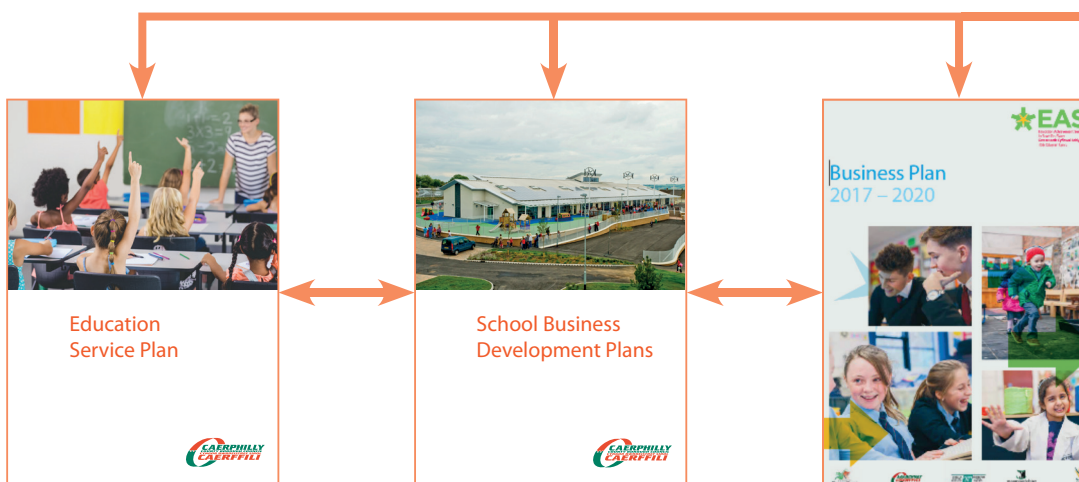 Education
Service Plan
CAERPHILLY
CAERFFILI
School Business
Development Plans
CAERPHILLY
CAERFFILI
EAS
Business Plan
2017 – 2020